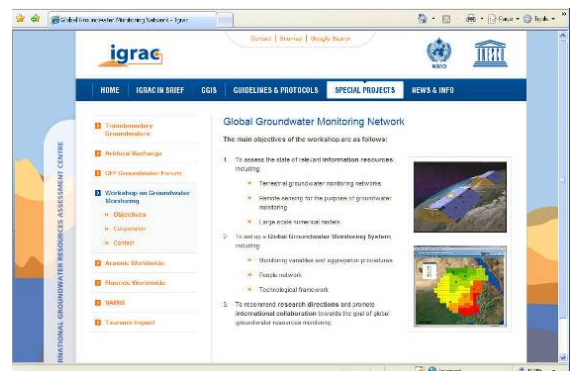 Global Groundwater Monitoring Network - Igrac
Page
Tools
igrac
Contact | Sitemap | Google Search
WMO
HOME
IGRAC IN BRIEF
GGIS
GUIDELINES & PROTOCOLS
SPECIAL PROJECTS
NEWS & INFO
RNATIONAL GROUNDWATER RESOURCES ASSESSMENT CENTRE
Transboundary
Groundwaters
Artificial Recharge
GEF Groundwater Forum
Workshop on Groundwater
Monitoring
Objectives
Cooperation
Contact
Arsenic Worldwide
Fluoride Worldwide
NAMIS
Tsunami Impact
Global Groundwater Monitoring Network
The main objectives of the workshop are as follows:
1. To assess the state of relevant information resources,
including:
Terrestrial groundwater monitoring networks
Remote sensing for the purpose of groundwater
monitoring
Large scale numerical models
2. To set up a Global Groundwater Monitoring System,
including:
Monitoring variables and aggregation procedures
People network
Technological framework
3. To recommend research directions and promote
international collaboration towards the goal of global
groundwater resources monitoring